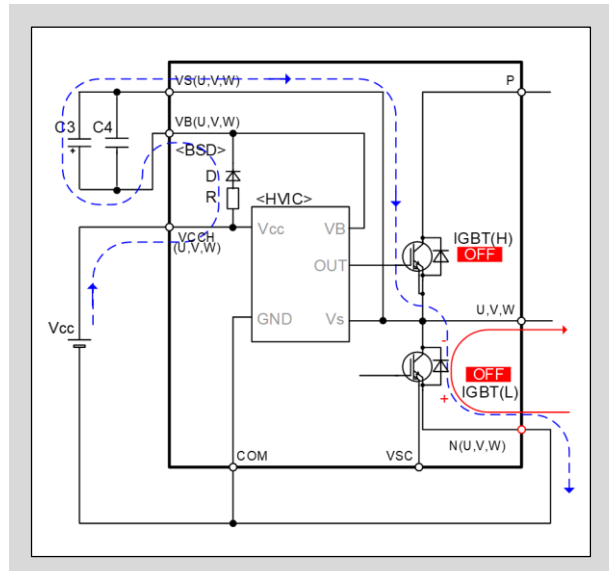 VS(U,V,W)
P
VB(U,V,W)
C3
C4
+
<BSD>
D
R
<HVIC>
VCCH
(U,V,W)
Vcc
VB
IGBT(H)
OFF
OUT
U,V,W
GND
Vs
Vcc
-
OFF
IGBT(L)
+
N(U,V,W)
COM
VSC